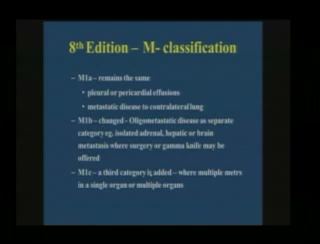 8th Edition – M- classification
– M1a – remains the same
• pleural or pericardial effusions
• metastatic disease to contralateral lung
– M1b – changed – Oligometastatic disease as separate
category eg. isolated adrenal, hepatic or brain
metastasis where surgery or gamma knife may be
offered
– M1c – a third category is added – where multiple metrs
in a single organ or multiple organs